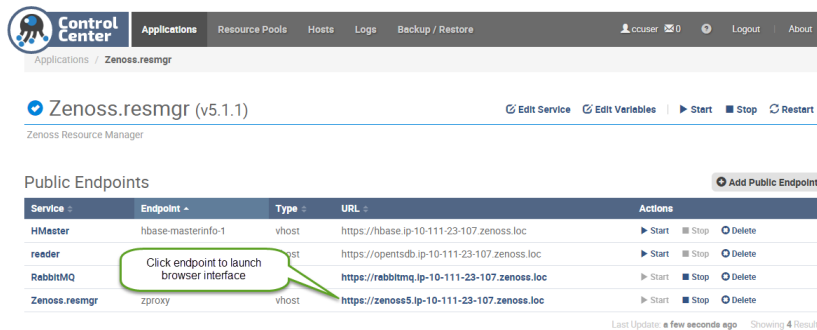 Control Center Applications Resource Pools Hosts Logs Backup / Restore ccuser 0 Logout About
Applications / Zenoss.resmgr
Zenoss.resmgr (v5.1.1) Edit Service Edit Variables Start Stop Restart
Zenoss Resource Manager
Public Endpoints Add Public Endpoint
Service Endpoint Type URL Actions
HMaster hbase-masterinfo-1 vhost https://hbase.ip-10-111-23-107.zenoss.loc Start Stop Delete
reader vhost https://opentsdb.ip-10-111-23-107.zenoss.loc Start Stop Delete
Click endpoint to launch
browser interface
RabbitMQ https://rabbitmq.ip-10-111-23-107.zenoss.loc Start Stop Delete
Zenoss.resmgr zproxy vhost https://zenoss5.ip-10-111-23-107.zenoss.loc Start Stop Delete
Last Update: a few seconds ago Showing 4 Result